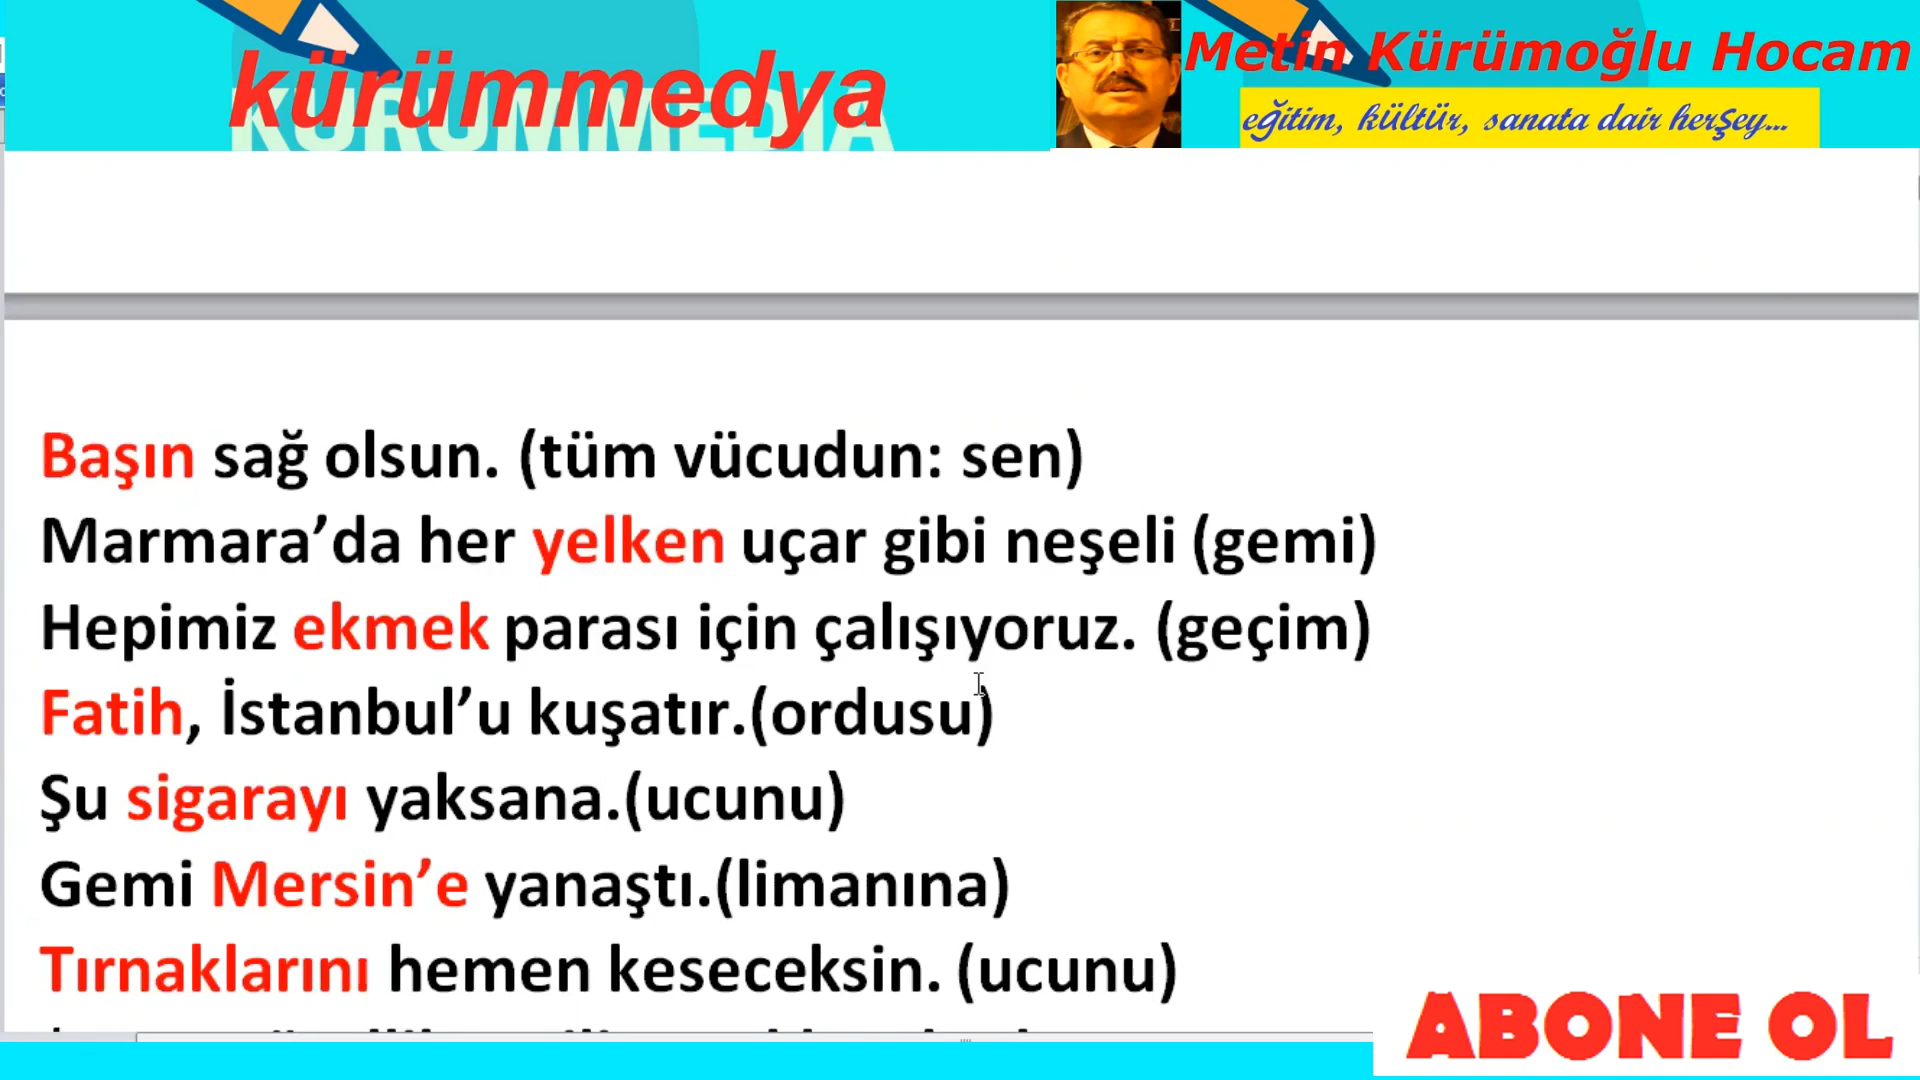 kürümmedya
KÜRÜMMEDIA
Metin Kürümoğlu Hocam
eğitim, kültür, sanata dair herşey...
Başın sağ olsun. (tüm vücudun: sen)
Marmara’da her yelken uçar gibi neşeli (gemi)
Hepimiz ekmek parası için çalışıyoruz. (geçim)
Fatih, İstanbul’u kuşatır.(ordusu)
Şu sigarayı yaksana.(ucunu)
Gemi Mersin’e yanaştı.(limanına)
Tırnaklarını hemen keseceksin. (ucunu)
ABONE OL